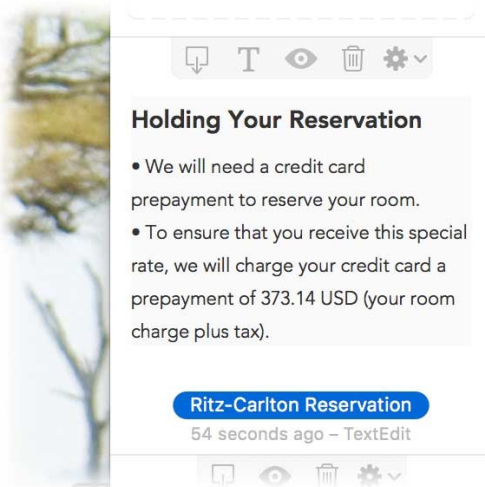 T
Holding Your Reservation
• We will need a credit card
prepayment to reserve your room.
• To ensure that you receive this special
rate, we will charge your credit card a
prepayment of 373.14 USD (your room
charge plus tax).
Ritz-Carlton Reservation
54 seconds ago – TextEdit